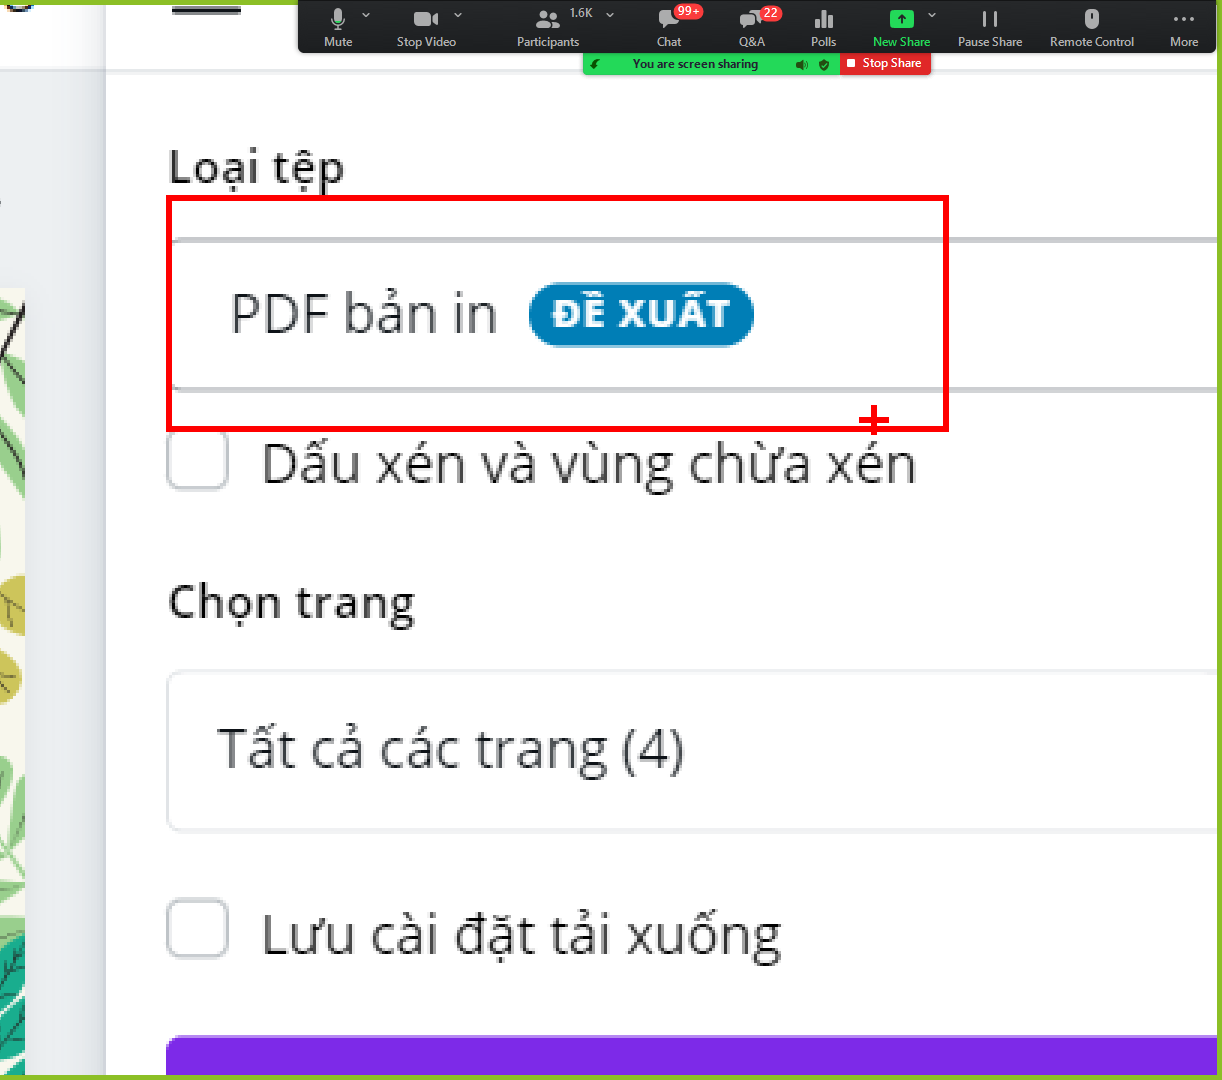 1.6K 99+ 22
Mute Stop Video Participants Chat Q&A Polls New Share Pause Share Remote Control More
You are screen sharing Stop Share
Loại tệp
PDF bản in ĐỀ XUẤT
Dấu xén và vùng chừa xén
Chọn trang
Tất cả các trang (4)
Lưu cài đặt tải xuống